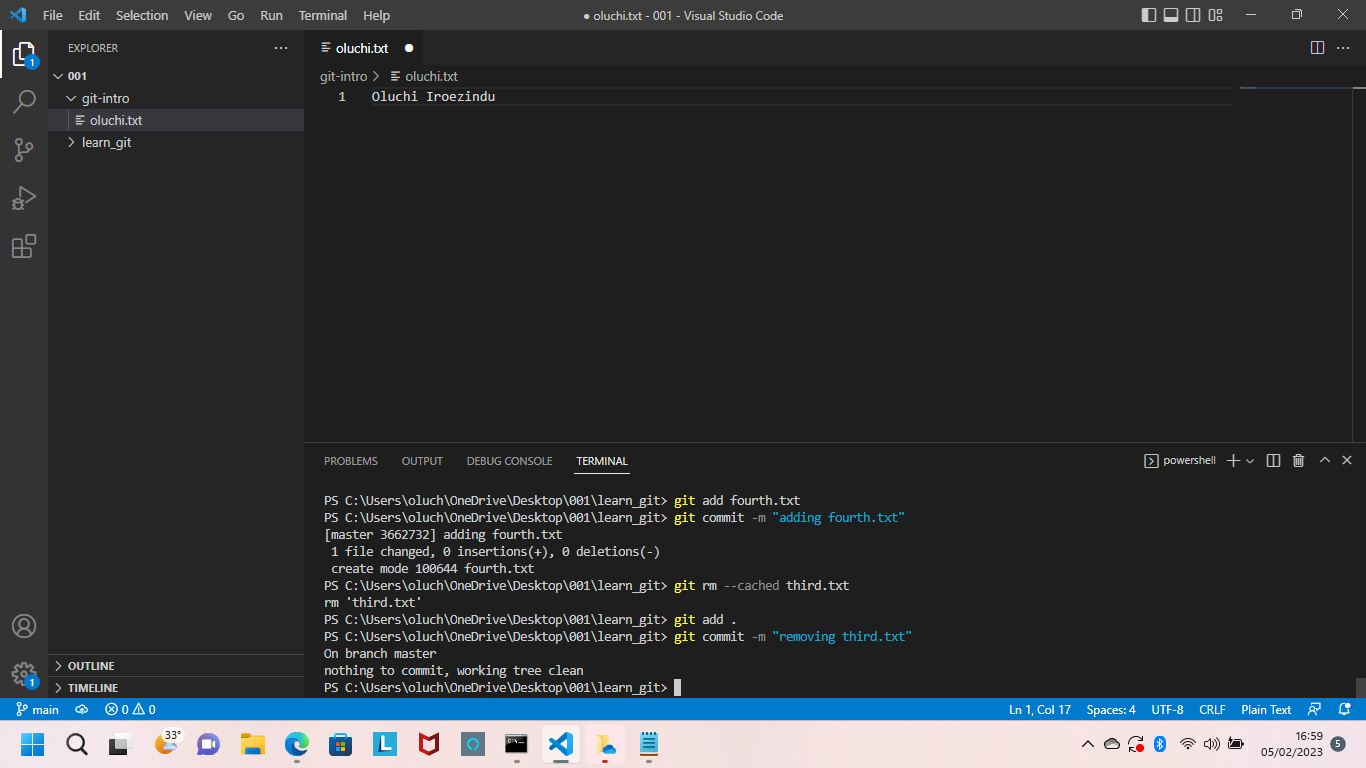 File Edit Selection View Go Run Terminal Help
● oluchi.txt - 001 - Visual Studio Code
EXPLORER
oluchi.txt
001
git-intro > oluchi.txt
git-intro
1 Oluchi Iroezindu
oluchi.txt
learn_git
1
PROBLEMS OUTPUT DEBUG CONSOLE TERMINAL
powershell
PS C:\Users\oluch\OneDrive\Desktop\001\learn_git> git add fourth.txt
PS C:\Users\oluch\OneDrive\Desktop\001\learn_git> git commit -m "adding fourth.txt"
[master 3662732] adding fourth.txt
1 file changed, 0 insertions(+), 0 deletions(-)
create mode 100644 fourth.txt
PS C:\Users\oluch\OneDrive\Desktop\001\learn_git> git rm --cached third.txt
rm 'third.txt'
PS C:\Users\oluch\OneDrive\Desktop\001\learn_git> git add .
PS C:\Users\oluch\OneDrive\Desktop\001\learn_git> git commit -m "removing third.txt"
On branch master
nothing to commit, working tree clean
PS C:\Users\oluch\OneDrive\Desktop\001\learn_git>
OUTLINE
TIMELINE
1
main 0 0
Ln 1, Col 17 Spaces: 4 UTF-8 CRLF Plain Text
33°
L
16:59
05/02/2023
5